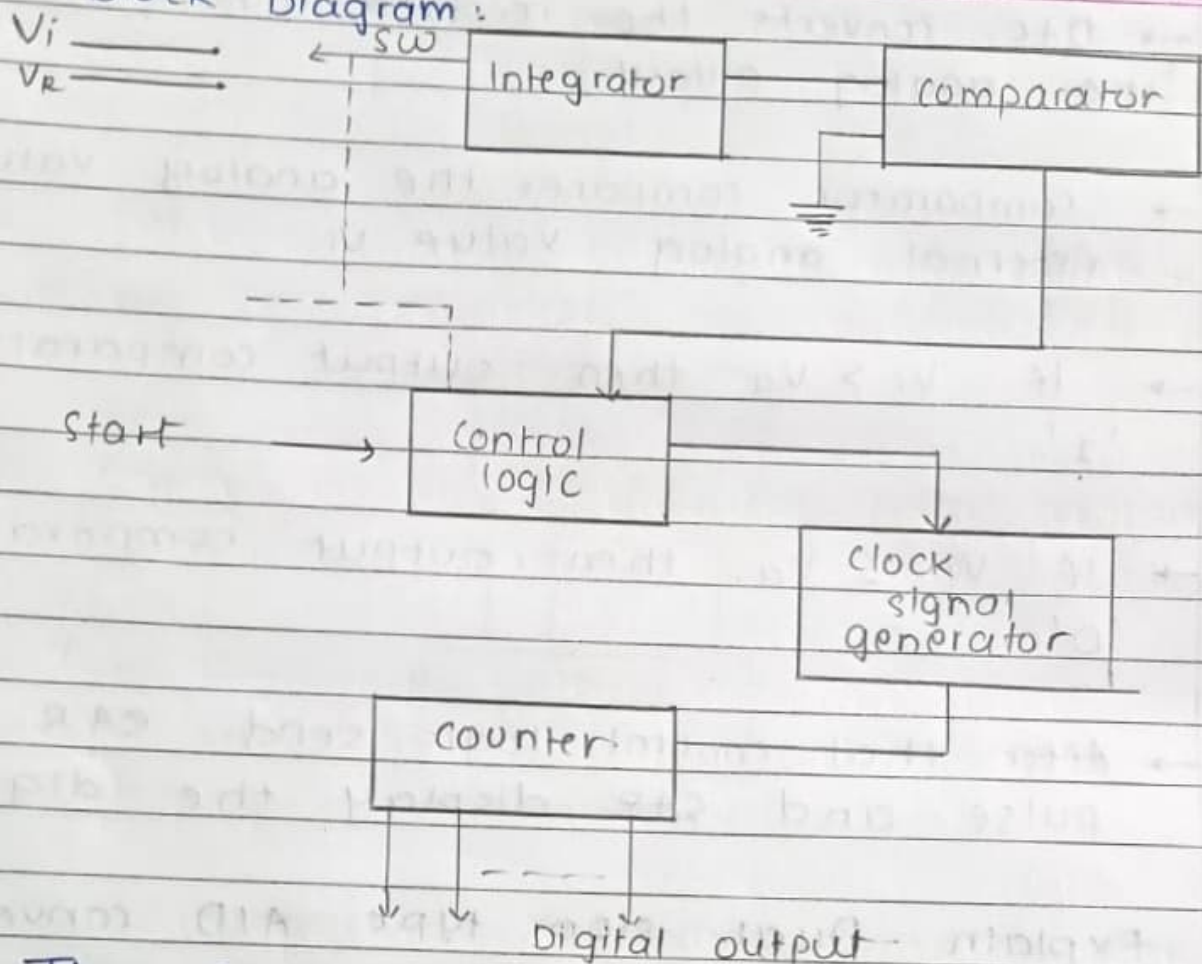 Diagram:
Vi
SW
VR
Integrator
comparator
Start
control
logic
Clock
signal
generator
counter
Digital output